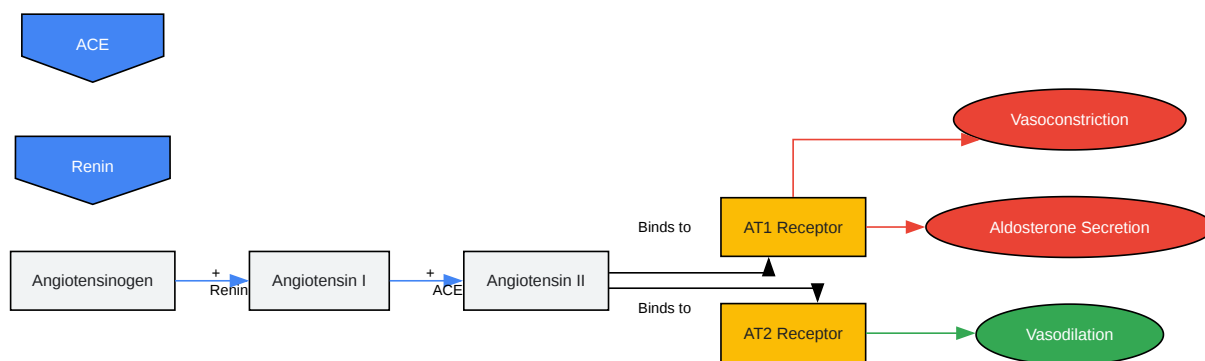 ACE
Vasoconstriction
Renin
Binds to
AT1 Receptor
Aldosterone Secretion
Angiotensinogen
+
Renin
Angiotensin I
+
ACE
Angiotensin II
Binds to
AT2 Receptor
Vasodilation